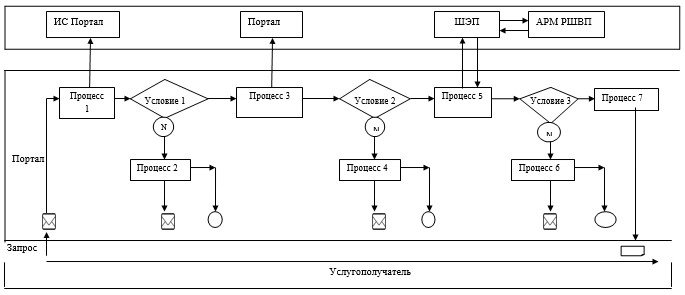 ИС Портал
Портал
ШЭП
АРМ РШВП
Процесс
1
Условие 1
Процесс 3
Условие 2
Процесс 5
Условие 3
Процесс 7
N
N
N
Портал
Процесс 2
Процесс 4
Процесс 6
Запрос
Услугополучатель